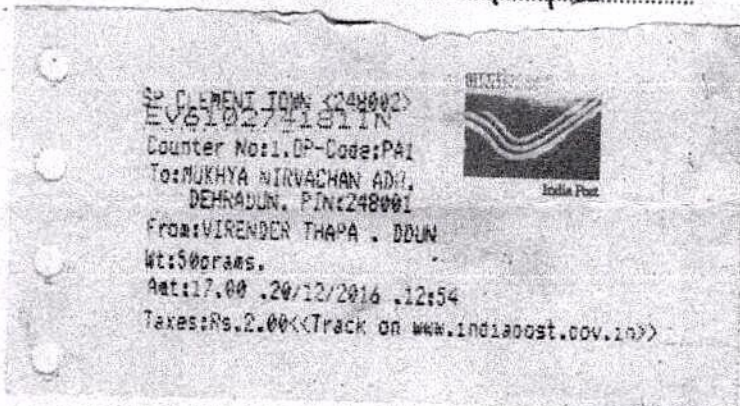 SP CLEMENT TOWN <248002>
EV610274181IN
Counter No:1,OP-Code:PA1
To:MUKHYA NIRVACHAN ADH,
DEHRADUN, PIN:248001
From:VIRENDER THAPA , DDUN
Wt:50grams,
Amt:17.00 ,20/12/2016 ,12:54
Taxes:Rs.2.00<<Track on www.indiapost.gov.in>>
India Post